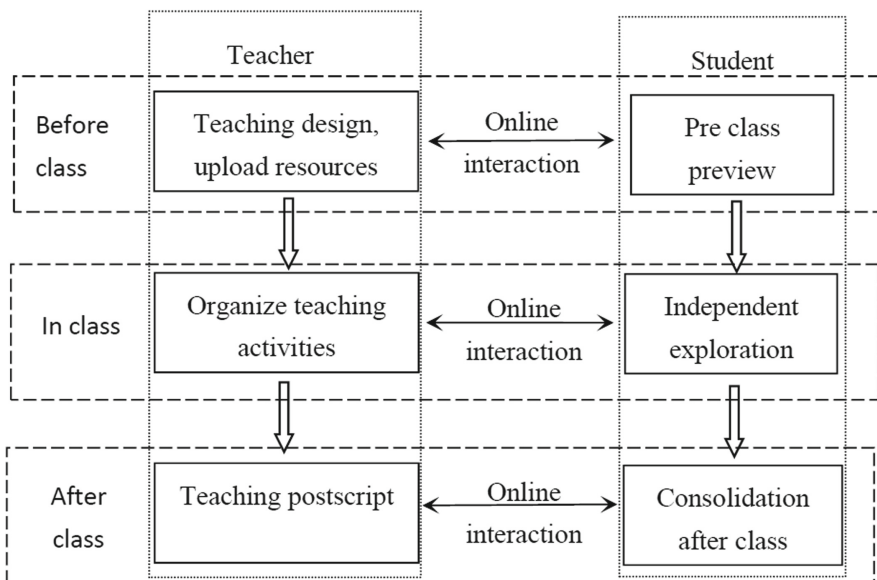 Teacher
Student
Before
class
Teaching design,
upload resources
Online
interaction
Pre class
preview
In class
Organize teaching
activities
Online
interaction
Independent
exploration
After
class
Teaching postscript
Online
interaction
Consolidation
after class